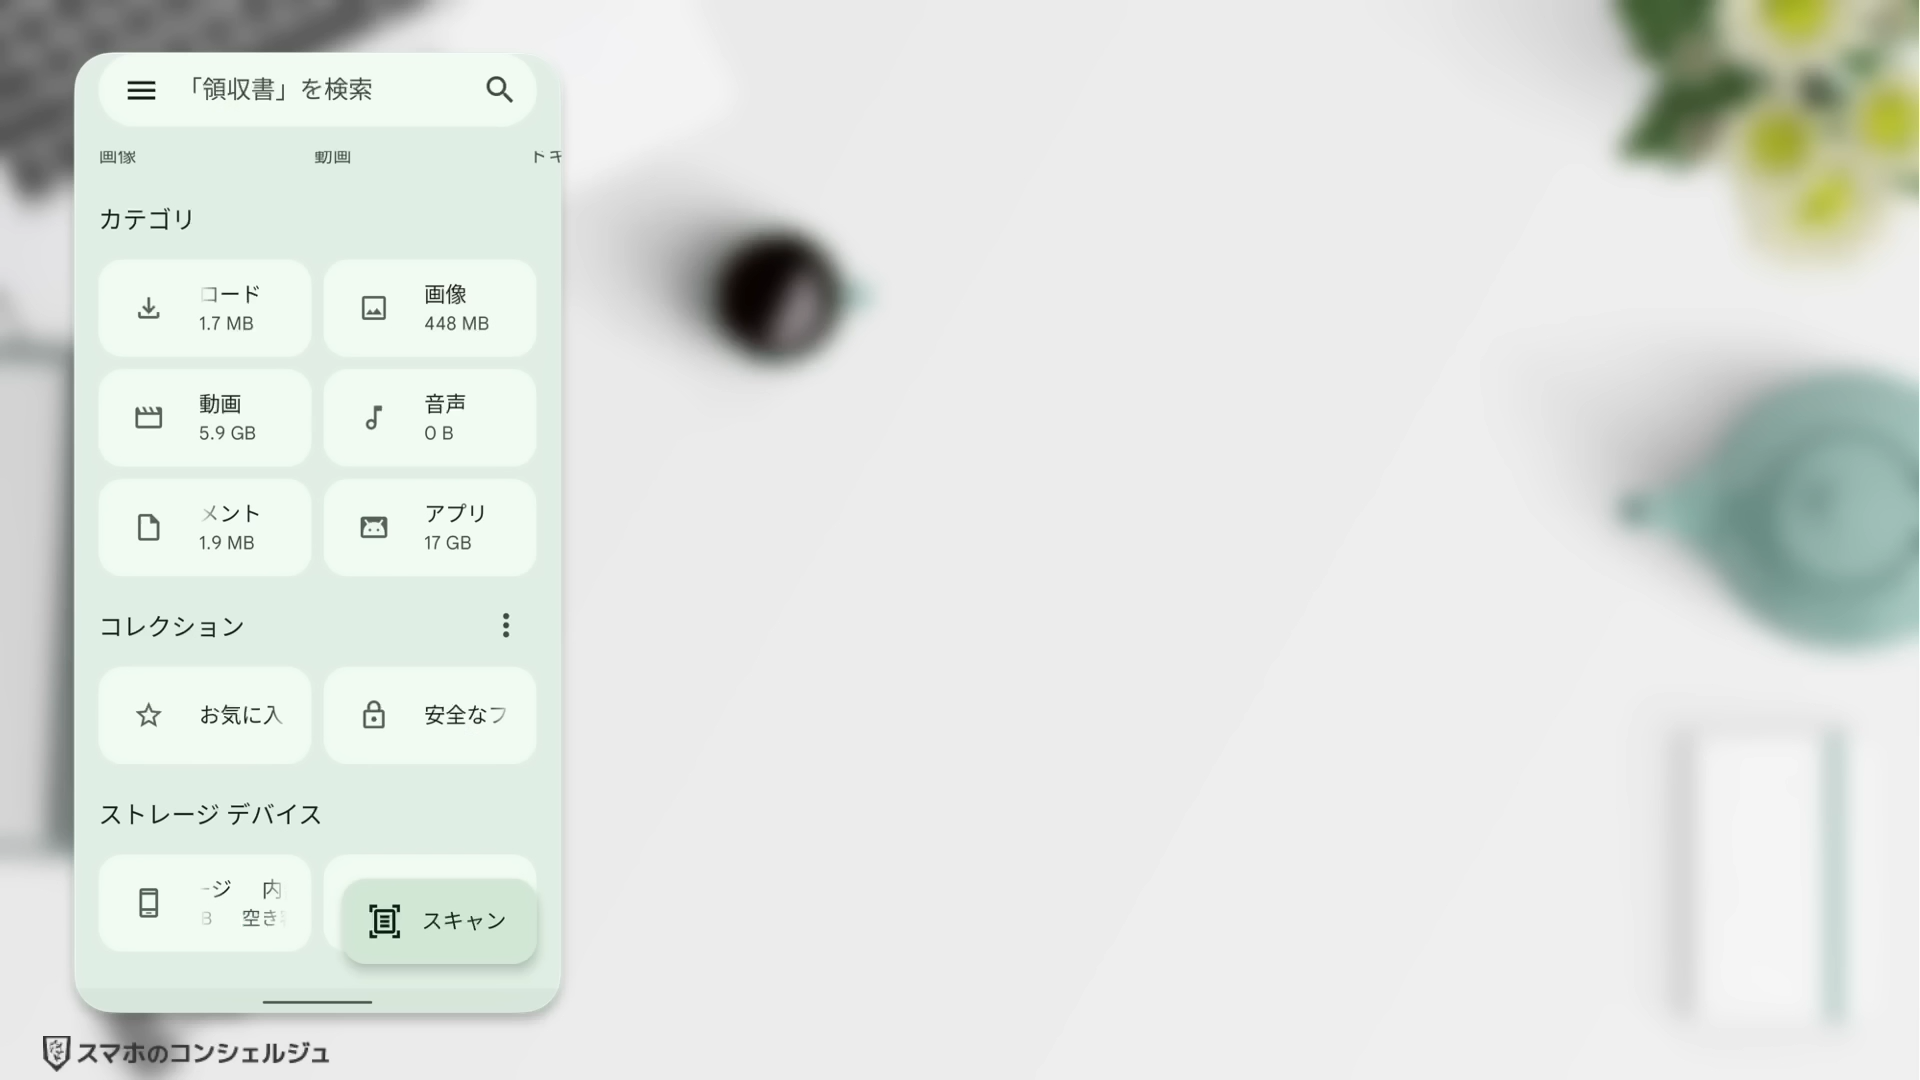 「領収書」を検索
画像 動画
カテゴリ
コード
1.7 MB
画像
448 MB
動画
5.9 GB
音声
0 B
メント
1.9 MB
アプリ
17 GB
コレクション
お気に入
安全なフ
ストレージ デバイス
ージ 内
B 空き
スキャン
スマホのコンシェルジュ